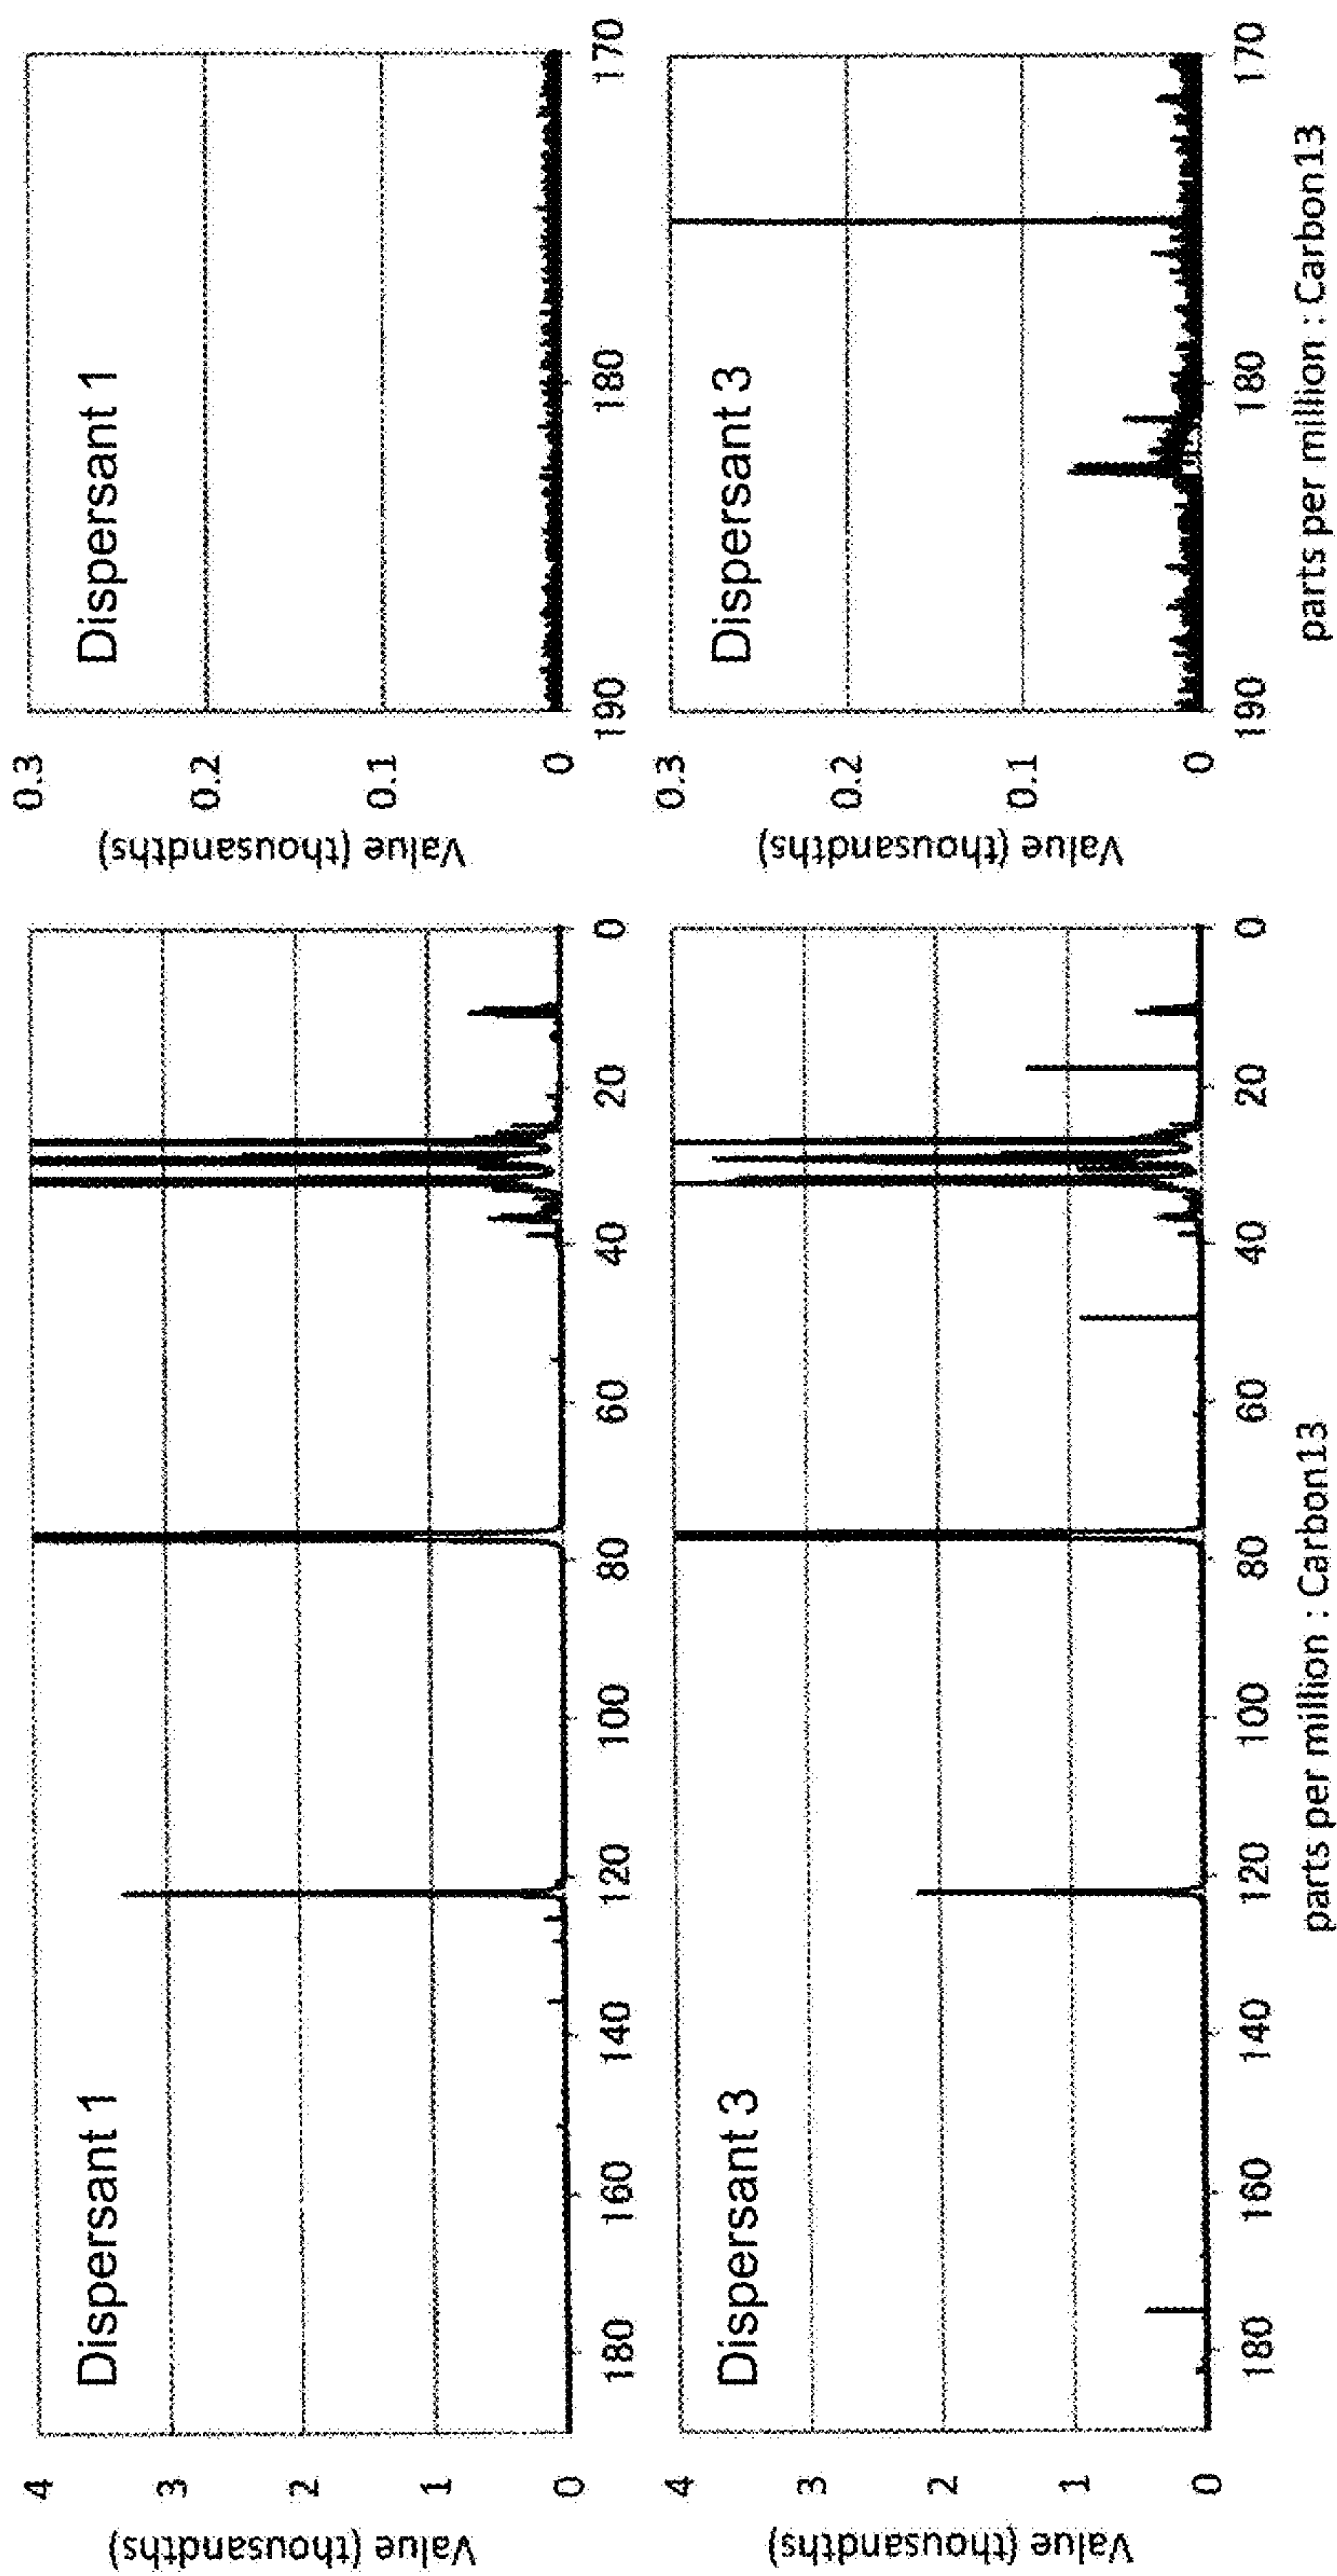 Value (thousandths)
4
3
2
1
0
Dispersant 1
180 160 140 120 100 80 60 40 20 0
Value (thousandths)
0.3
0.2
0.1
0
Dispersant 1
190 180 170
Value (thousandths)
4
3
2
1
0
Dispersant 3
180 160 140 120 100 80 60 40 20 0
parts per million : Carbon13
Value (thousandths)
0.3
0.2
0.1
0
Dispersant 3
190 180 170
parts per million : Carbon13